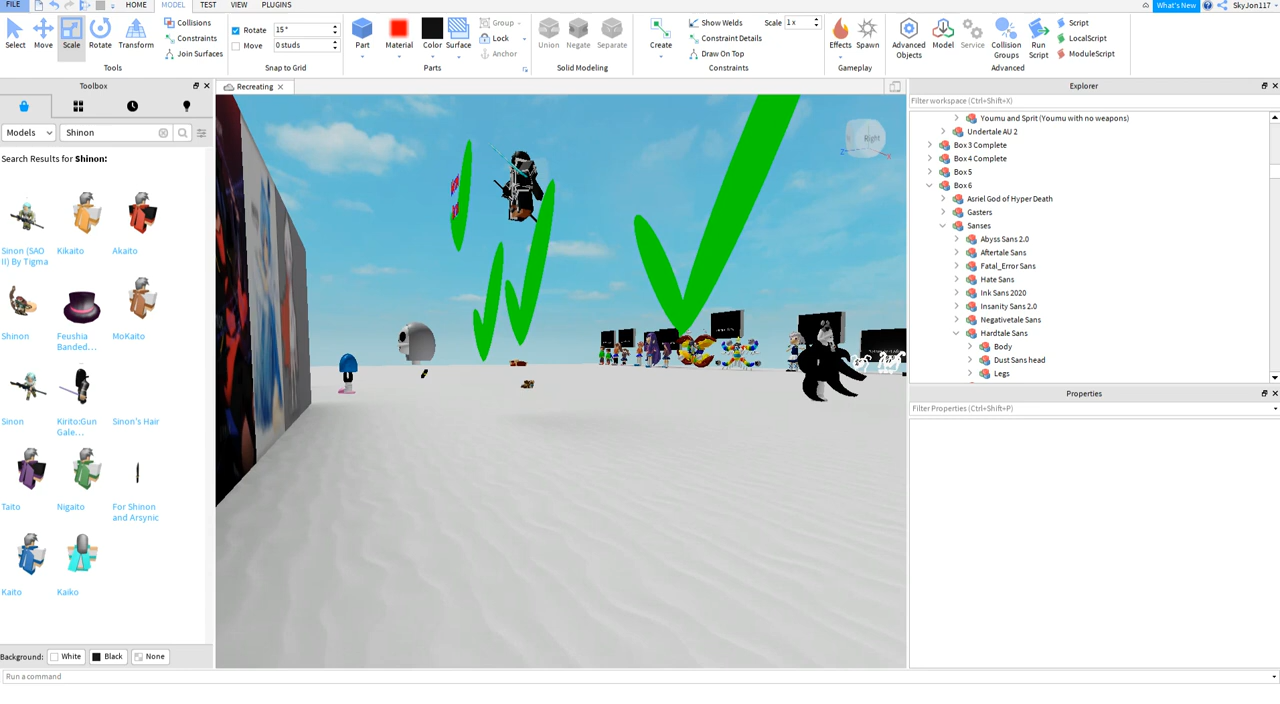 FILE
HOME
MODEL
TEST
VIEW
PLUGINS
What's New
SkyJon117
Select
Move
Scale
Rotate
Transform
Collisions
Constraints
Join Surfaces
Tools
Rotate
15°
Move
0 studs
Snap to Grid
Part
Material
Color
Surface
Group
Lock
Anchor
Parts
Union
Negate
Separate
Solid Modeling
Create
Show Welds
Scale
1 x
Constraint Details
Draw On Top
Constraints
Effects
Spawn
Gameplay
Advanced
Objects
Model
Service
Collision
Groups
Run
Script
Script
LocalScript
ModuleScript
Advanced
Toolbox
Models
Shinon
Search Results for Shinon:
Sinon (SAO
II) By Tigma
Kikaito
Akaito
Shinon
Feushia
Banded...
MoKaito
Sinon
Kirito:Gun
Gale...
Sinon's Hair
Taito
Nigaito
For Shinon
and Arsynic
Kaito
Kaiko
Background:
White
Black
None
Recreating
Right
Explorer
Filter workspace (Ctrl+Shift+X)
Youmu and Sprit (Youmu with no weapons)
Undertale AU 2
Box 3 Complete
Box 4 Complete
Box 5
Box 6
Asriel God of Hyper Death
Gasters
Sanses
Abyss Sans 2.0
Aftertale Sans
Fatal_Error Sans
Hate Sans
Ink Sans 2020
Insanity Sans 2.0
Negativetale Sans
Hardtale Sans
Body
Dust Sans head
Legs
Properties
Filter Properties (Ctrl+Shift+P)
Run a command